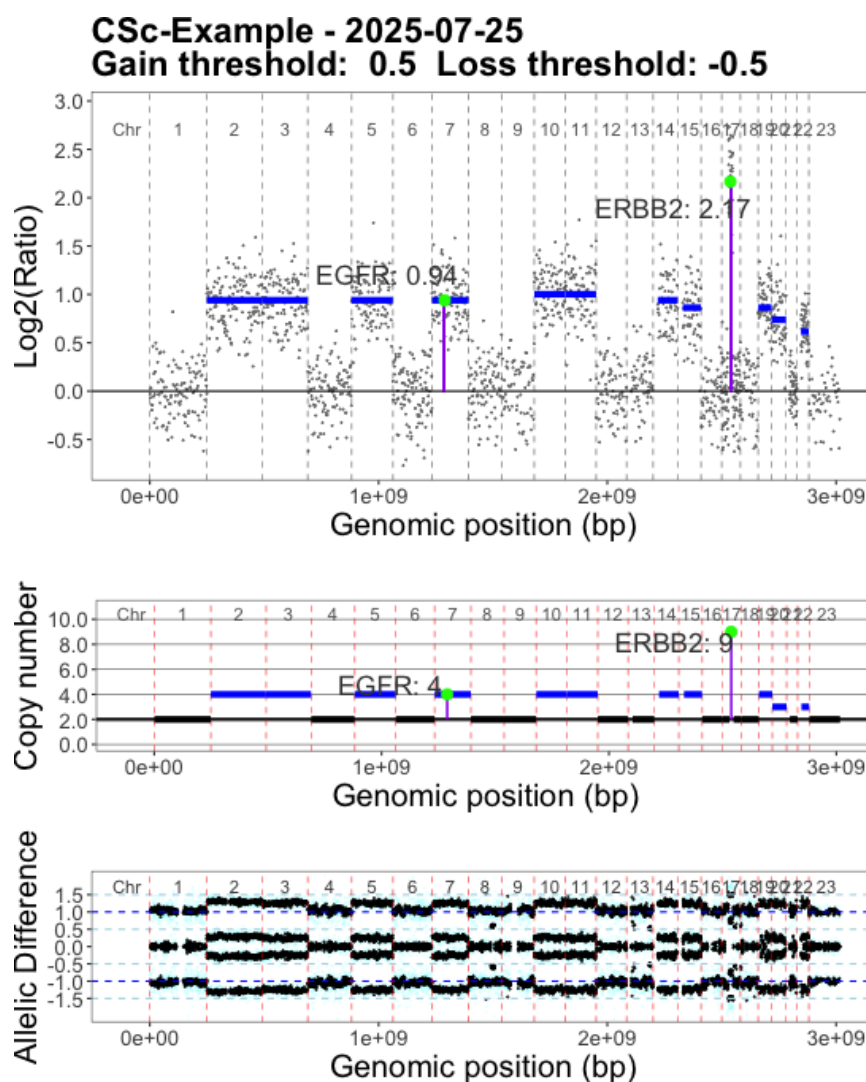 CSc-Example - 2025-07-25
Gain threshold:  0.5  Loss threshold: -0.5
Log2(Ratio)
3.0
2.5
2.0
1.5
1.0
0.5
0.0
-0.5
Chr 1 2 3 4 5 6 7 8 9 10 11 12 13 14 15 16 17 18 19 20 21 22 23
ERBB2: 2.17
EGFR: 0.94
0e+00 1e+09 2e+09 3e+09
Genomic position (bp)
Copy number
10.0
8.0
6.0
4.0
2.0
0.0
Chr 1 2 3 4 5 6 7 8 9 10 11 12 13 14 15 16 17 18 19 20 21 22 23
ERBB2: 9
EGFR: 4
0e+00 1e+09 2e+09 3e+09
Genomic position (bp)
Allelic Difference
1.5
1.0
0.5
0.0
-0.5
-1.0
-1.5
Chr 1 2 3 4 5 6 7 8 9 10 11 12 13 14 15 16 17 18 19 20 21 22 23
0e+00 1e+09 2e+09 3e+09
Genomic position (bp)